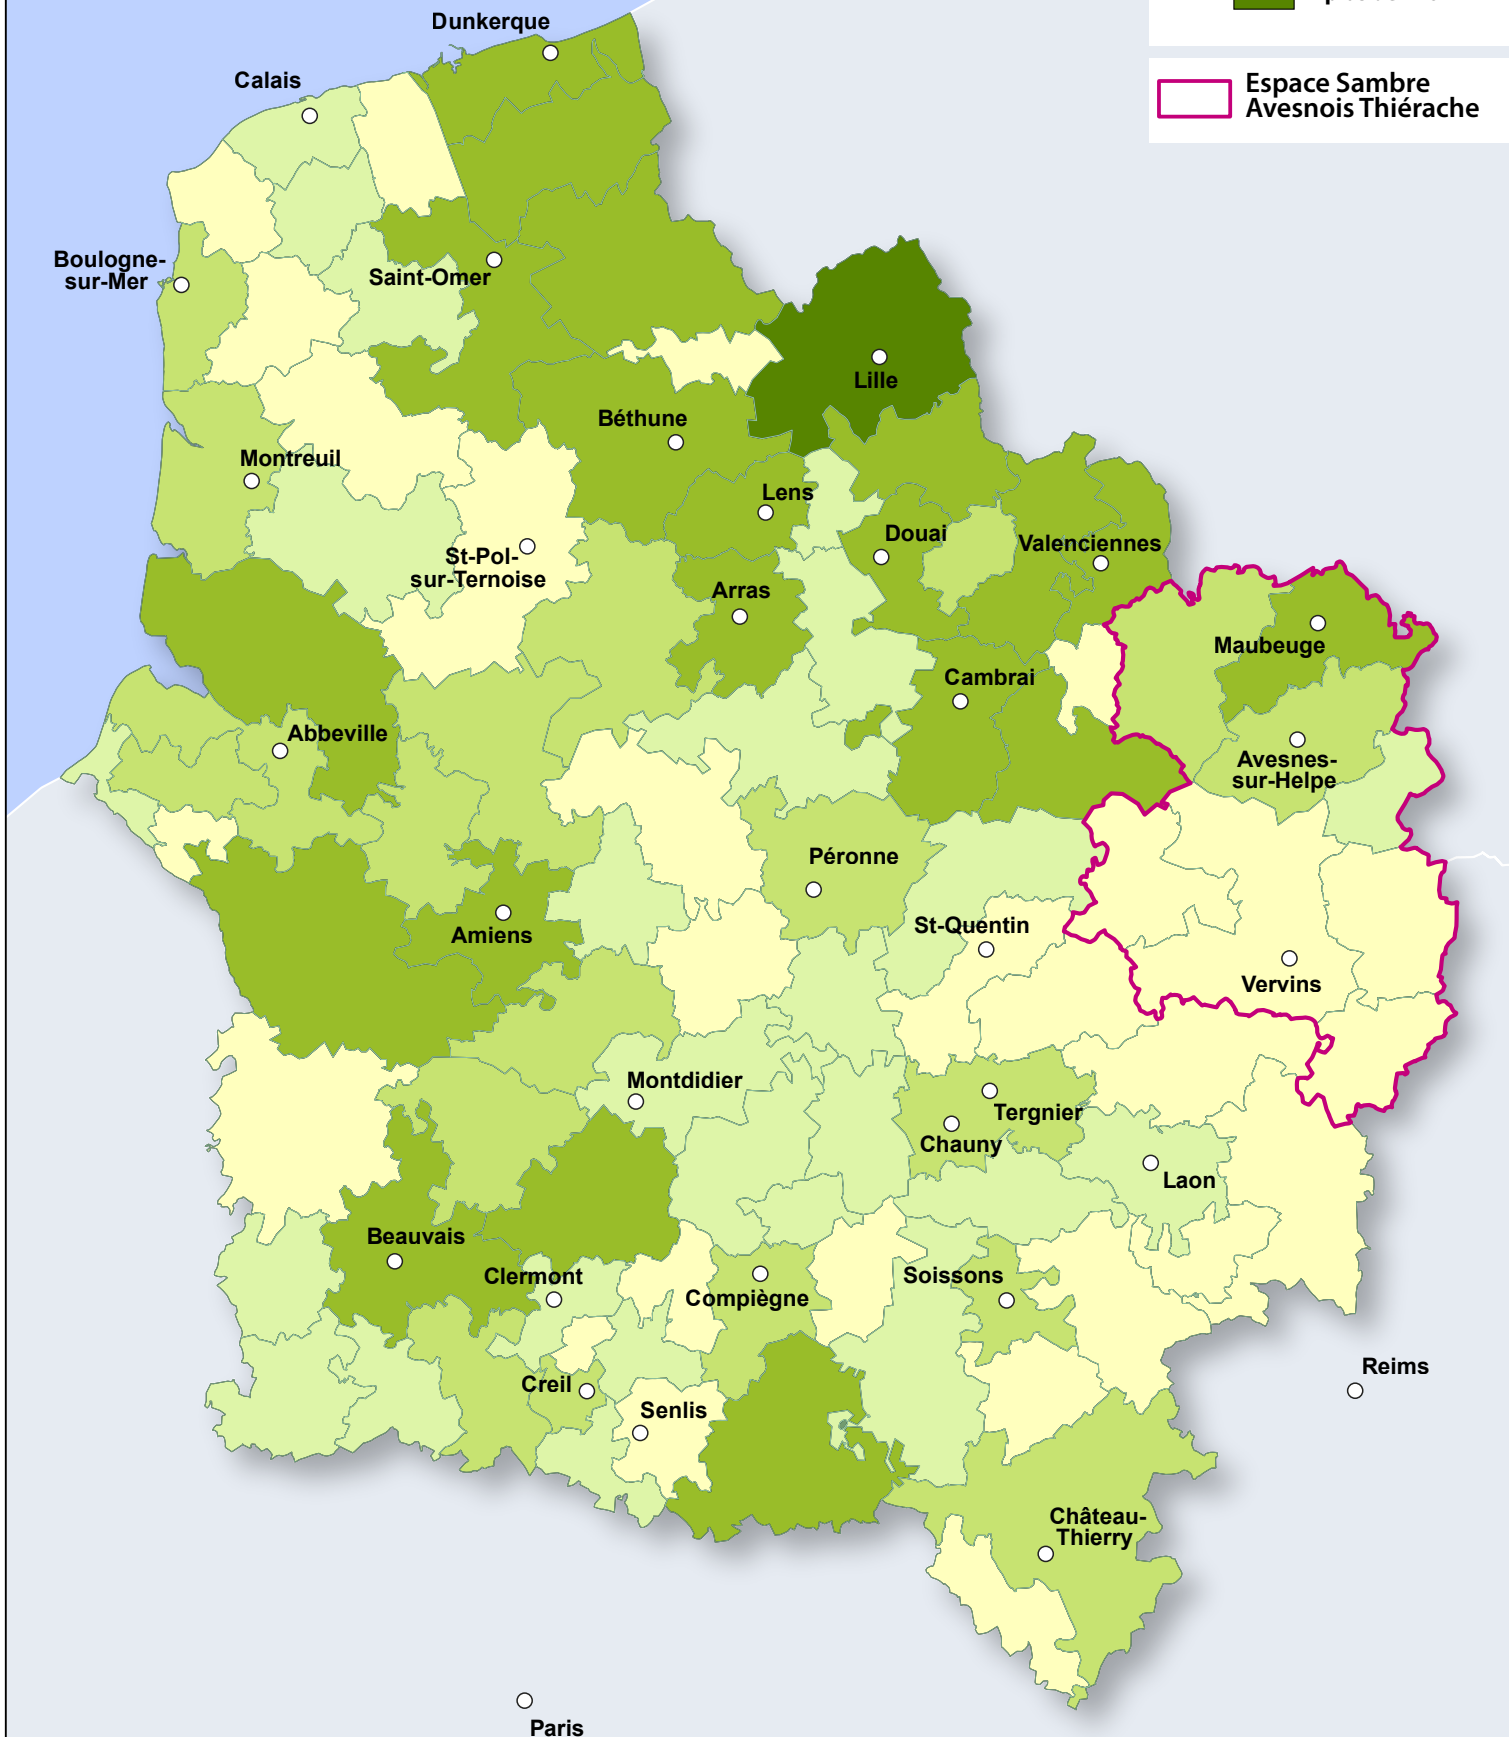 Dunkerque
Espace Sambre
Avesnois Thiérache
Calais
Boulogne-
sur-Mer
Saint-Omer
Lille
Béthune
Montreuil
Lens
Douai
Valenciennes
St-Pol-
sur-Ternoise
Arras
Maubeuge
Cambrai
Abbeville
Avesnes-
sur-Helpe
Péronne
St-Quentin
Amiens
Vervins
Montdidier
Tergnier
Chauny
Laon
Beauvais
Clermont
Soissons
Compiègne
Reims
Creil
Senlis
Château-
Thierry
Paris